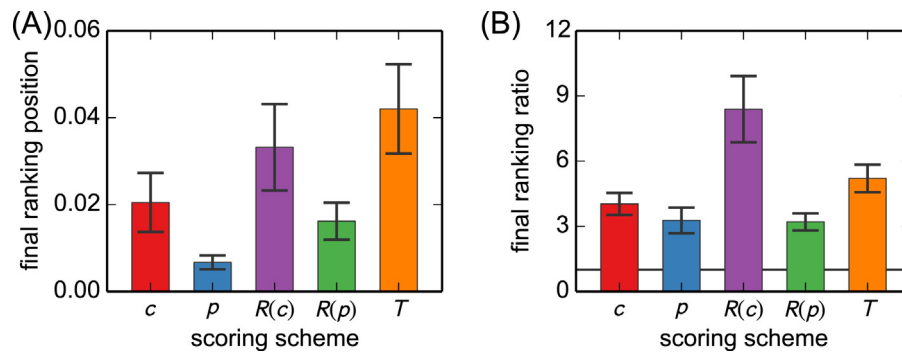 (A)
final ranking position
0.06
0.04
0.02
0.00
c p R(c) R(p) T
scoring scheme
(B)
final ranking ratio
12
9
6
3
0
c p R(c) R(p) T
scoring scheme